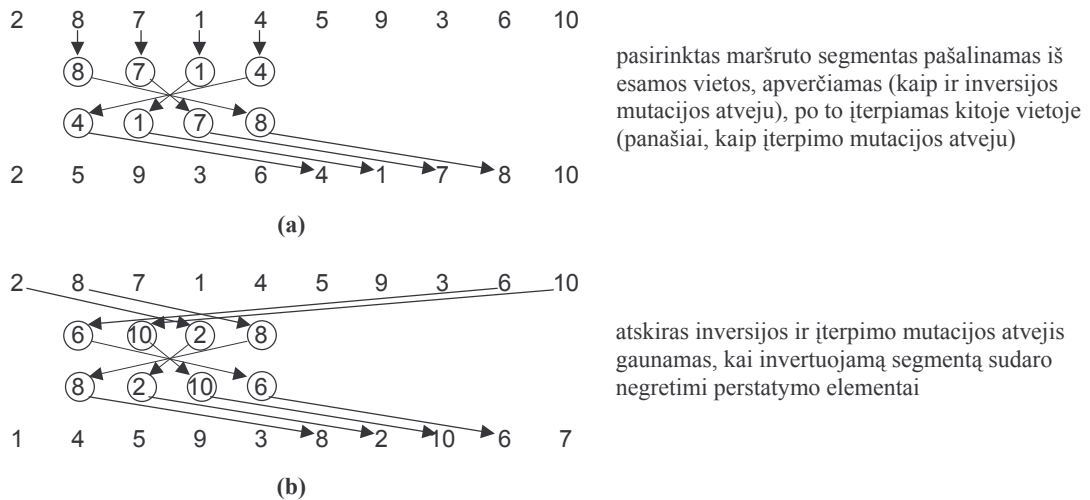 2 8 7 1 4 5 9 3 6 10
8 7 1 4
4 1 7 8
2 5 9 3 6 4 1 7 8 10
(a)
pasirinktas maršruto segmentas pašalinamas iš
esamos vietos, apverčiamas (kaip ir inversijos
mutacijos atveju), po to įterpiamas kitoje vietoje
(panašiai, kaip įterpimo mutacijos atveju)
2 8 7 1 4 5 9 3 6 10
6 10 2 8
8 2 10 6
1 4 5 9 3 8 2 10 6 7
(b)
atskiras inversijos ir įterpimo mutacijos atvejis
gaunamas, kai invertuojamą segmentą sudaro
negretimi perstatymo elementai